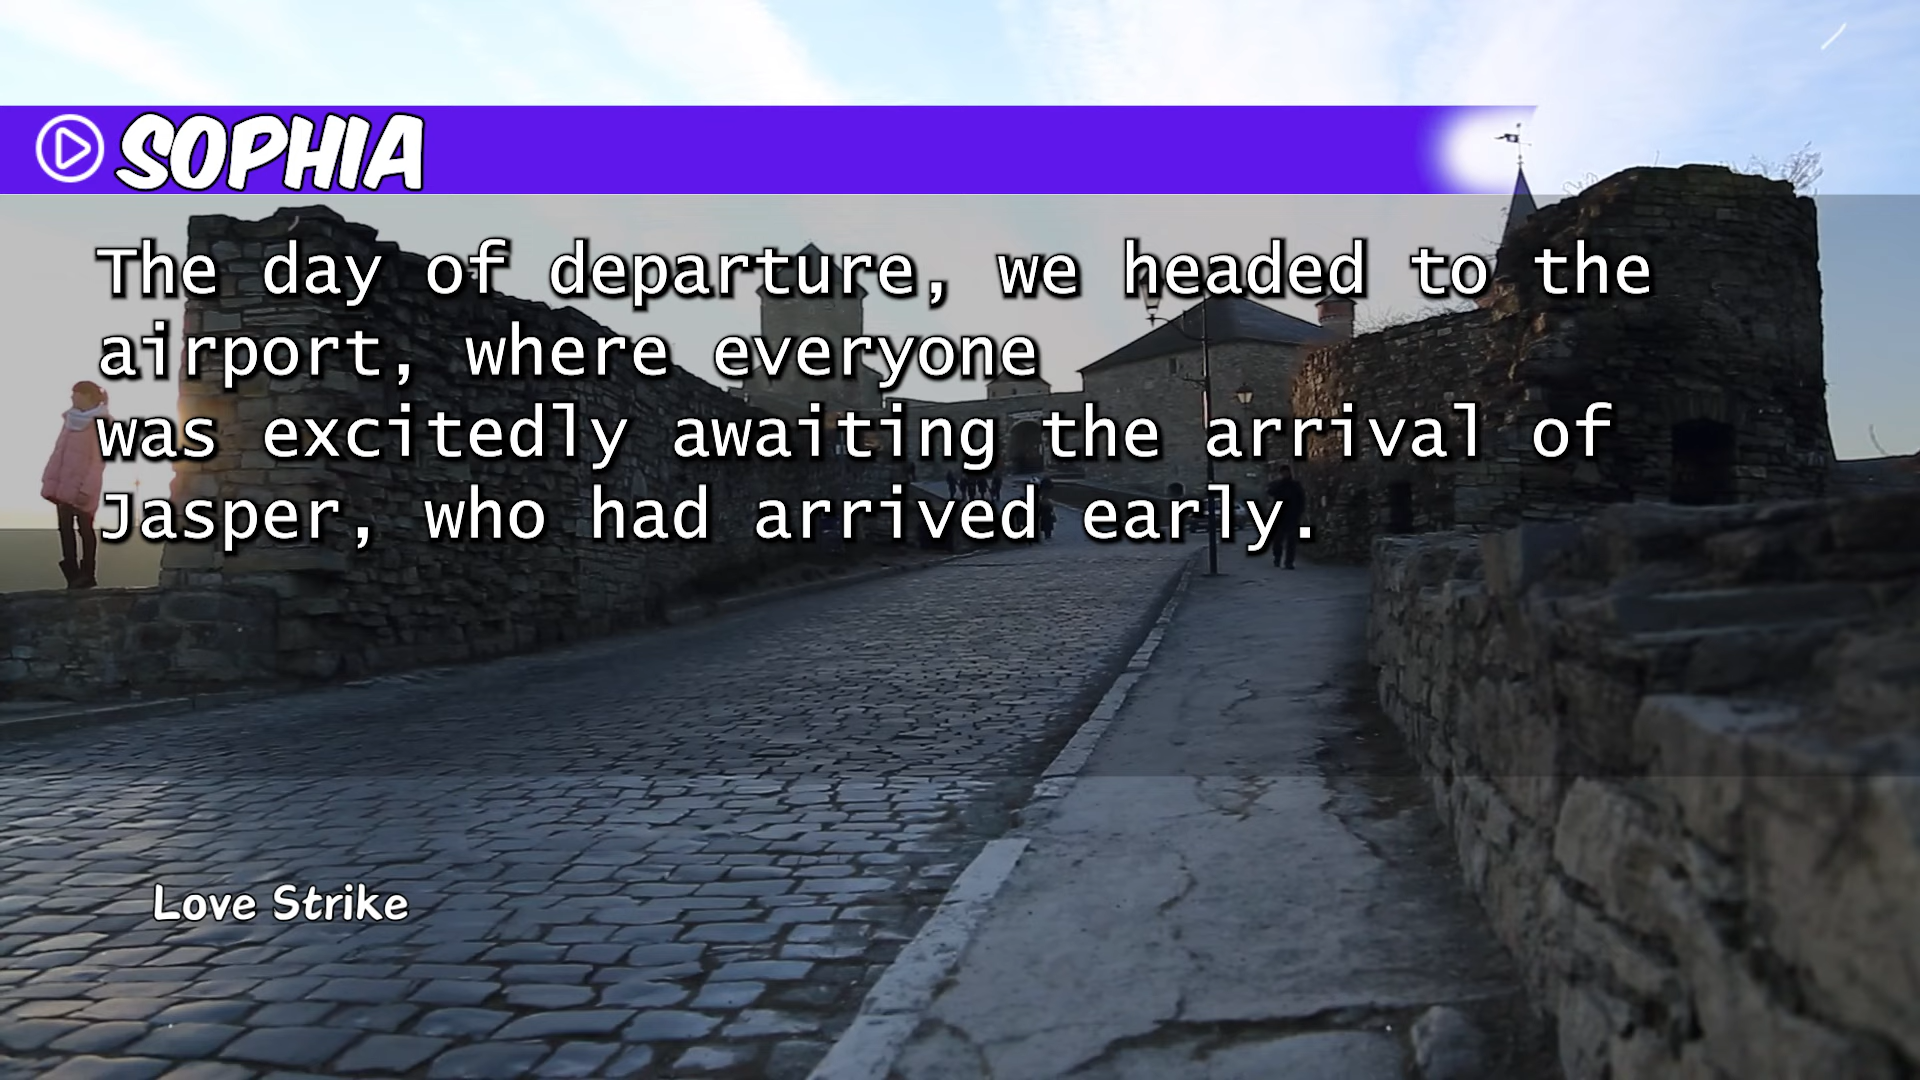 SOPHIA
The day of departure, we headed to the
airport, where everyone
was excitedly awaiting the arrival of
Jasper, who had arrived early.
Love Strike